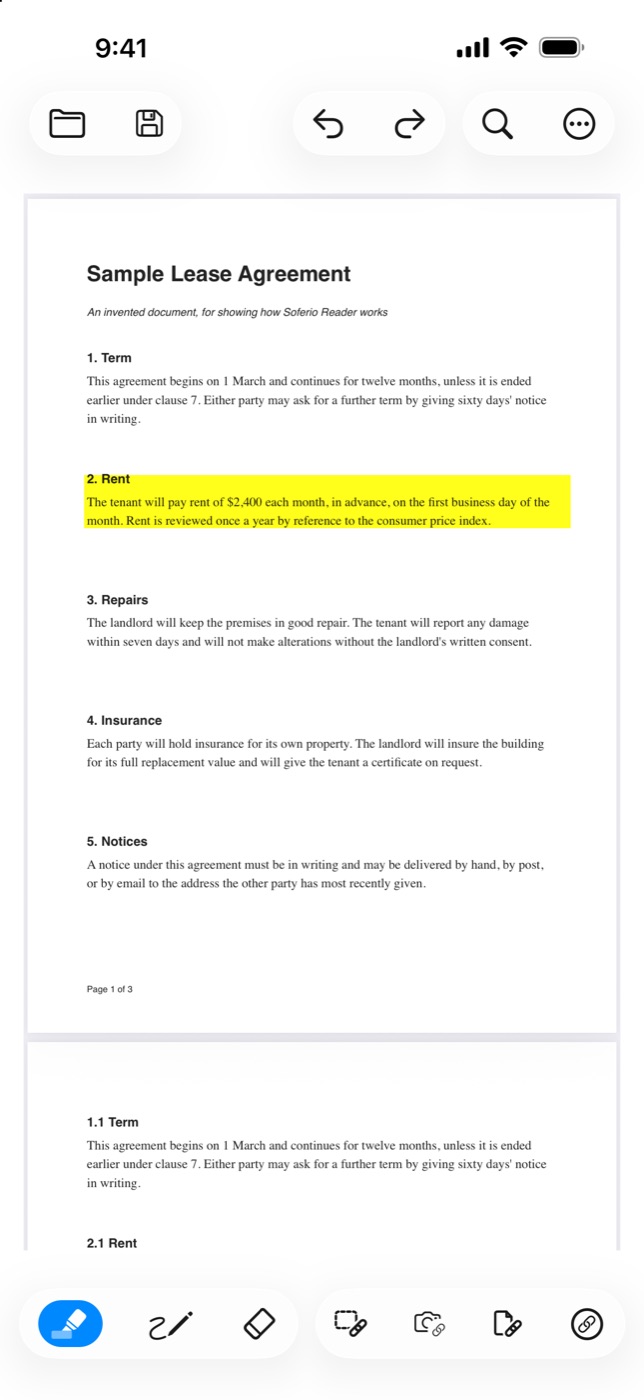 9:41
Sample Lease Agreement
An invented document, for showing how Soferio Reader works
1. Term
This agreement begins on 1 March and continues for twelve months, unless it is ended
earlier under clause 7. Either party may ask for a further term by giving sixty days' notice
in writing.
2. Rent
The tenant will pay rent of $2,400 each month, in advance, on the first business day of the
month. Rent is reviewed once a year by reference to the consumer price index.
3. Repairs
The landlord will keep the premises in good repair. The tenant will report any damage
within seven days and will not make alterations without the landlord's written consent.
4. Insurance
Each party will hold insurance for its own property. The landlord will insure the building
for its full replacement value and will give the tenant a certificate on request.
5. Notices
A notice under this agreement must be in writing and may be delivered by hand, by post,
or by email to the address the other party has most recently given.
Page 1 of 3
1.1 Term
This agreement begins on 1 March and continues for twelve months, unless it is ended
earlier under clause 7. Either party may ask for a further term by giving sixty days' notice
in writing.
2.1 Rent